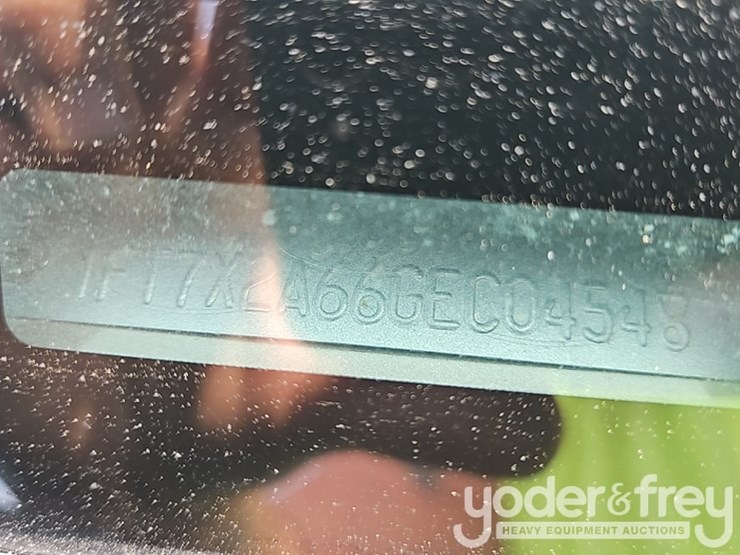 1FT7X2A66GEC04548
yoder&frey
HEAVY EQUIPMENT AUCTIONS